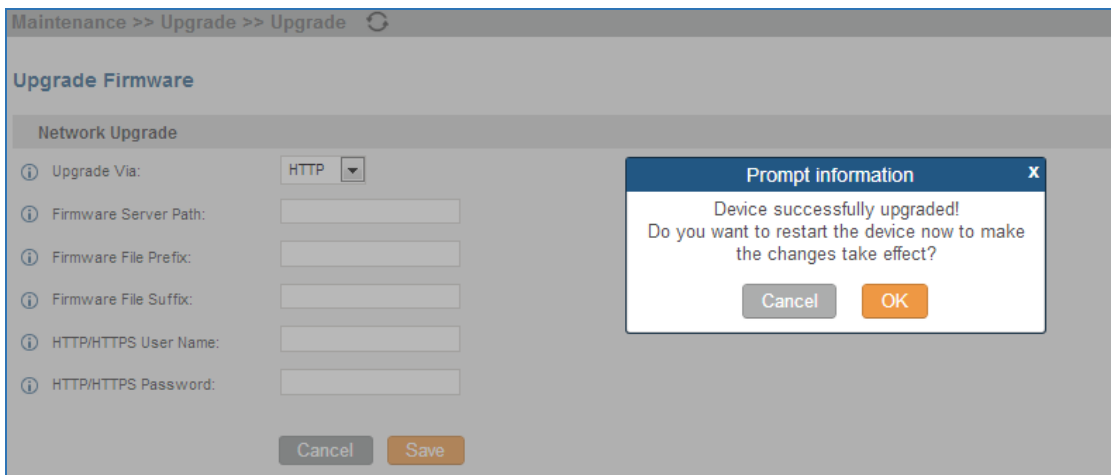 Maintenance >> Upgrade >> Upgrade
Upgrade Firmware
Network Upgrade
Upgrade Via:
HTTP
Firmware Server Path:
Firmware File Prefix:
Firmware File Suffix:
HTTP/HTTPS User Name:
HTTP/HTTPS Password:
Cancel Save
Prompt information x
Device successfully upgraded!
Do you want to restart the device now to make
the changes take effect?
Cancel OK